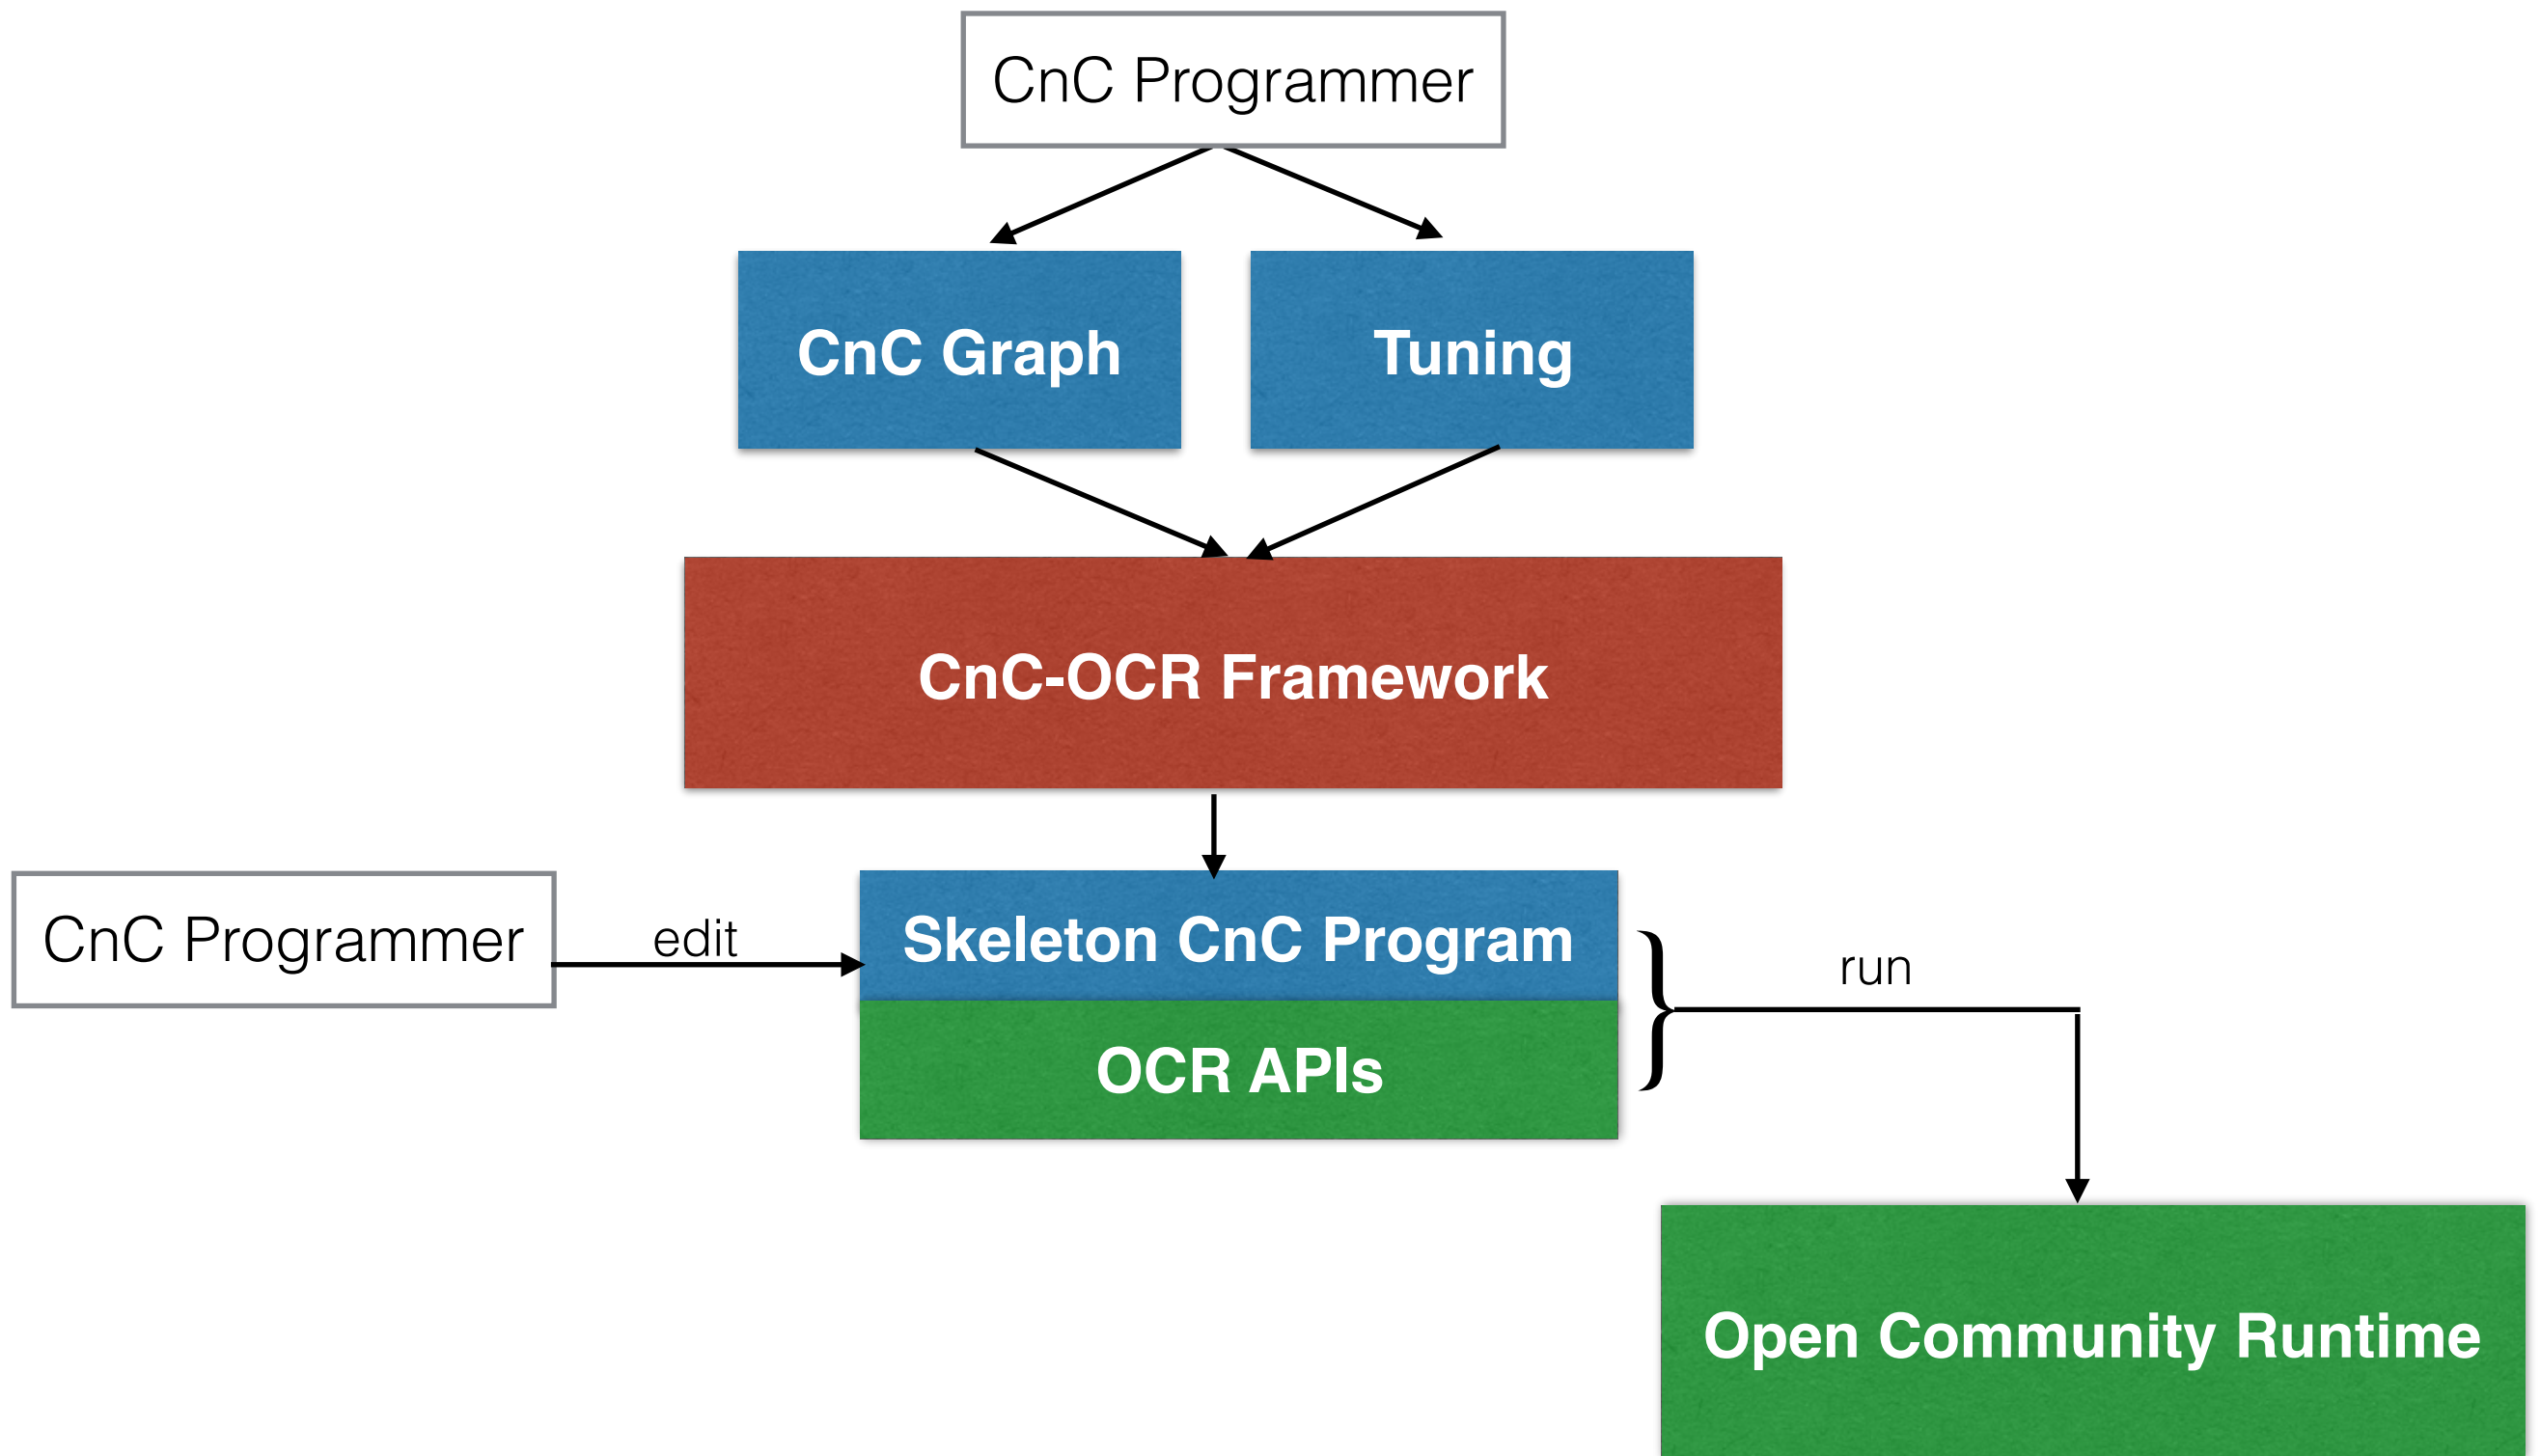 CnC Programmer
CnC Graph
Tuning
CnC-OCR Framework
CnC Programmer
edit
Skeleton CnC Program
run
OCR APIs
Open Community Runtime